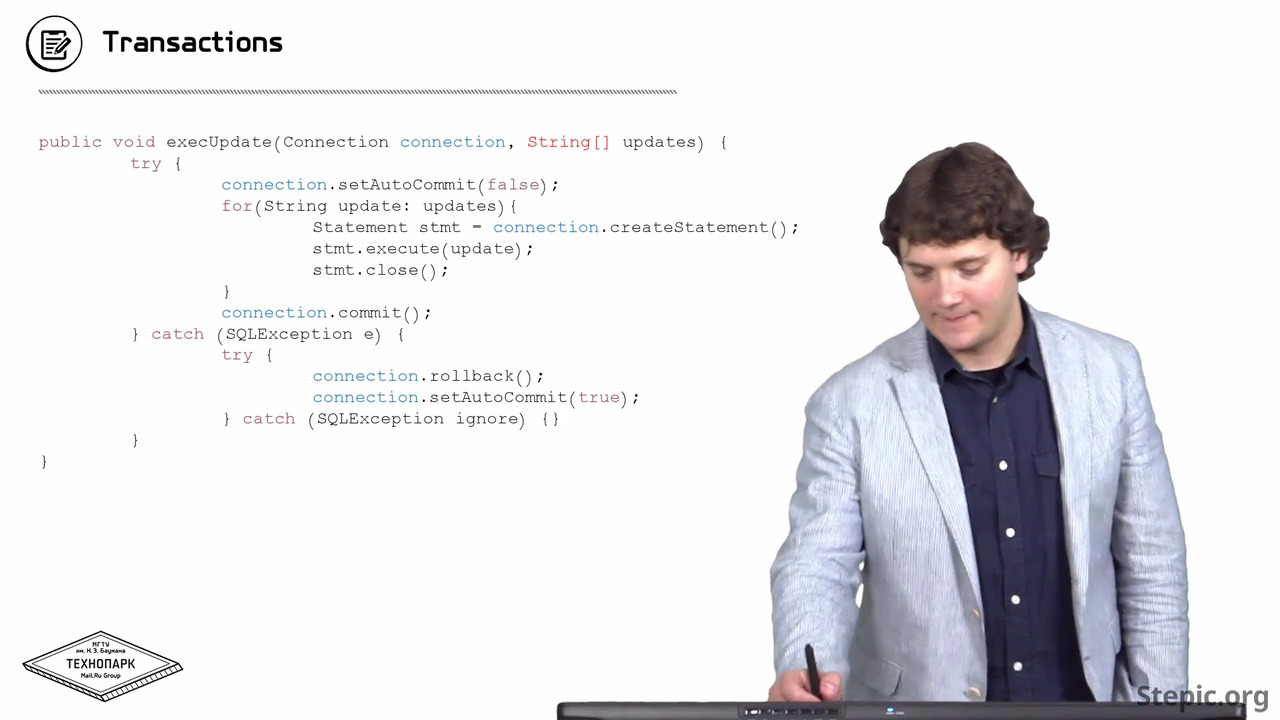 Transactions
public void execUpdate(Connection connection, String[] updates) {
try {
connection.setAutoCommit(false);
for(String update: updates){
Statement stmt = connection.createStatement();
stmt.execute(update);
stmt.close();
}
connection.commit();
} catch (SQLException e) {
try {
connection.rollback();
connection.setAutoCommit(true);
} catch (SQLException ignore) {}
}
}
МГТУ
им. Н.Э. Баумана
ТЕХНОПАРК
Mail.Ru Group
Stepic.org